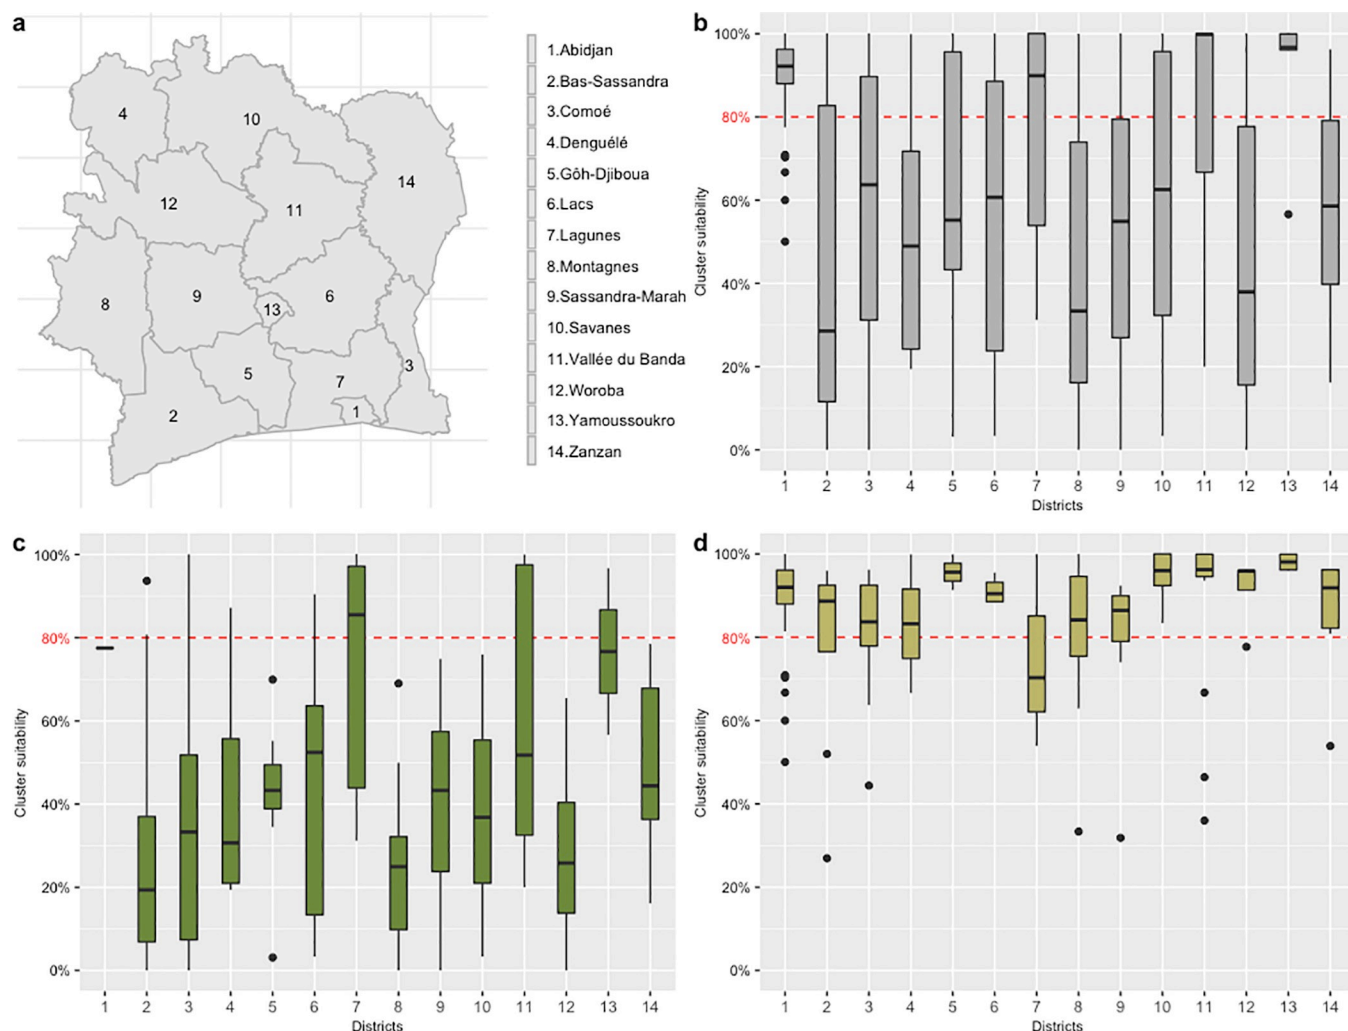 a
4
10
14
12
11
8
9
6
13
5
7
3
2
1
1.Abidjan
2.Bas-Sassandra
3.Comoé
4.Denguélé
5.Gôh-Djiboua
6.Lacs
7.Lagunes
8.Montagnes
9.Sassandra-Marah
10.Savanes
11.Vallée du Banda
12.Woroba
13.Yamoussoukro
14.Zanzan
b
Cluster suitability
100%
80%
60%
40%
20%
0%
1 2 3 4 5 6 7 8 9 10 11 12 13 14
Districts
c
Cluster suitability
100%
80%
60%
40%
20%
0%
1 2 3 4 5 6 7 8 9 10 11 12 13 14
Districts
d
Cluster suitability
100%
80%
60%
40%
20%
0%
1 2 3 4 5 6 7 8 9 10 11 12 13 14
Districts